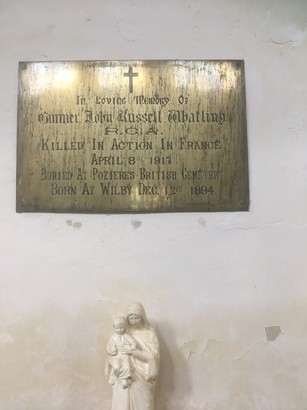 In Loving Memory Of
Gunner John Russell Whatling
R.G.A.
Killed In Action In France
April 8th 1917
Buried At Pozieres British Cemetery
Born At Wilby Dec. 12th 1894